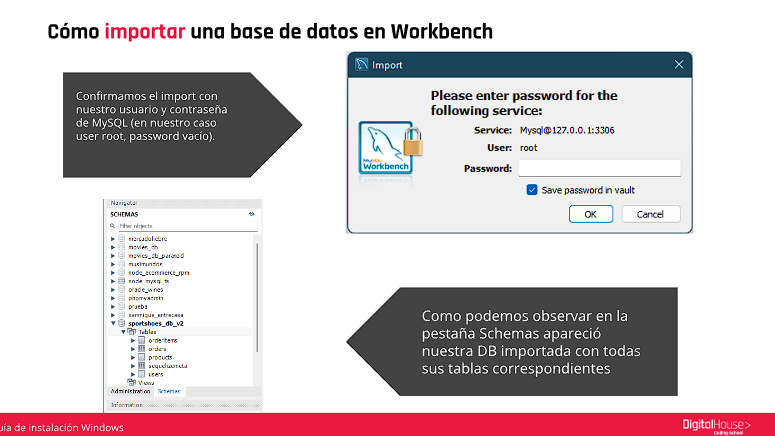 Cómo importar una base de datos en Workbench
Confirmamos el import con
nuestro usuario y contraseña
de MySQL (en nuestro caso
user root, password vacío).
Import
Please enter password for the
following service:
Service: Mysql@127.0.0.1:3306
User: root
Password:
Save password in vault
OK Cancel
MySQL
Workbench
Navigator
SCHEMAS
Filter objects
mercadoliebre
movies_db
movies_db_paranoid
musimundos
node_ecommerce_rpm
node_mysql_ts
oracle_wines
phpmyadmin
prueba
sanmigue_entrecasa
sportshoes_db_v2
Tables
orderitems
orders
products
sequelizemeta
users
Views
Administration Schemas
Information
Como podemos observar en la
pestaña Schemas apareció
nuestra DB importada con todas
sus tablas correspondientes
uía de instalación Windows
DigitalHouse>
Coding School